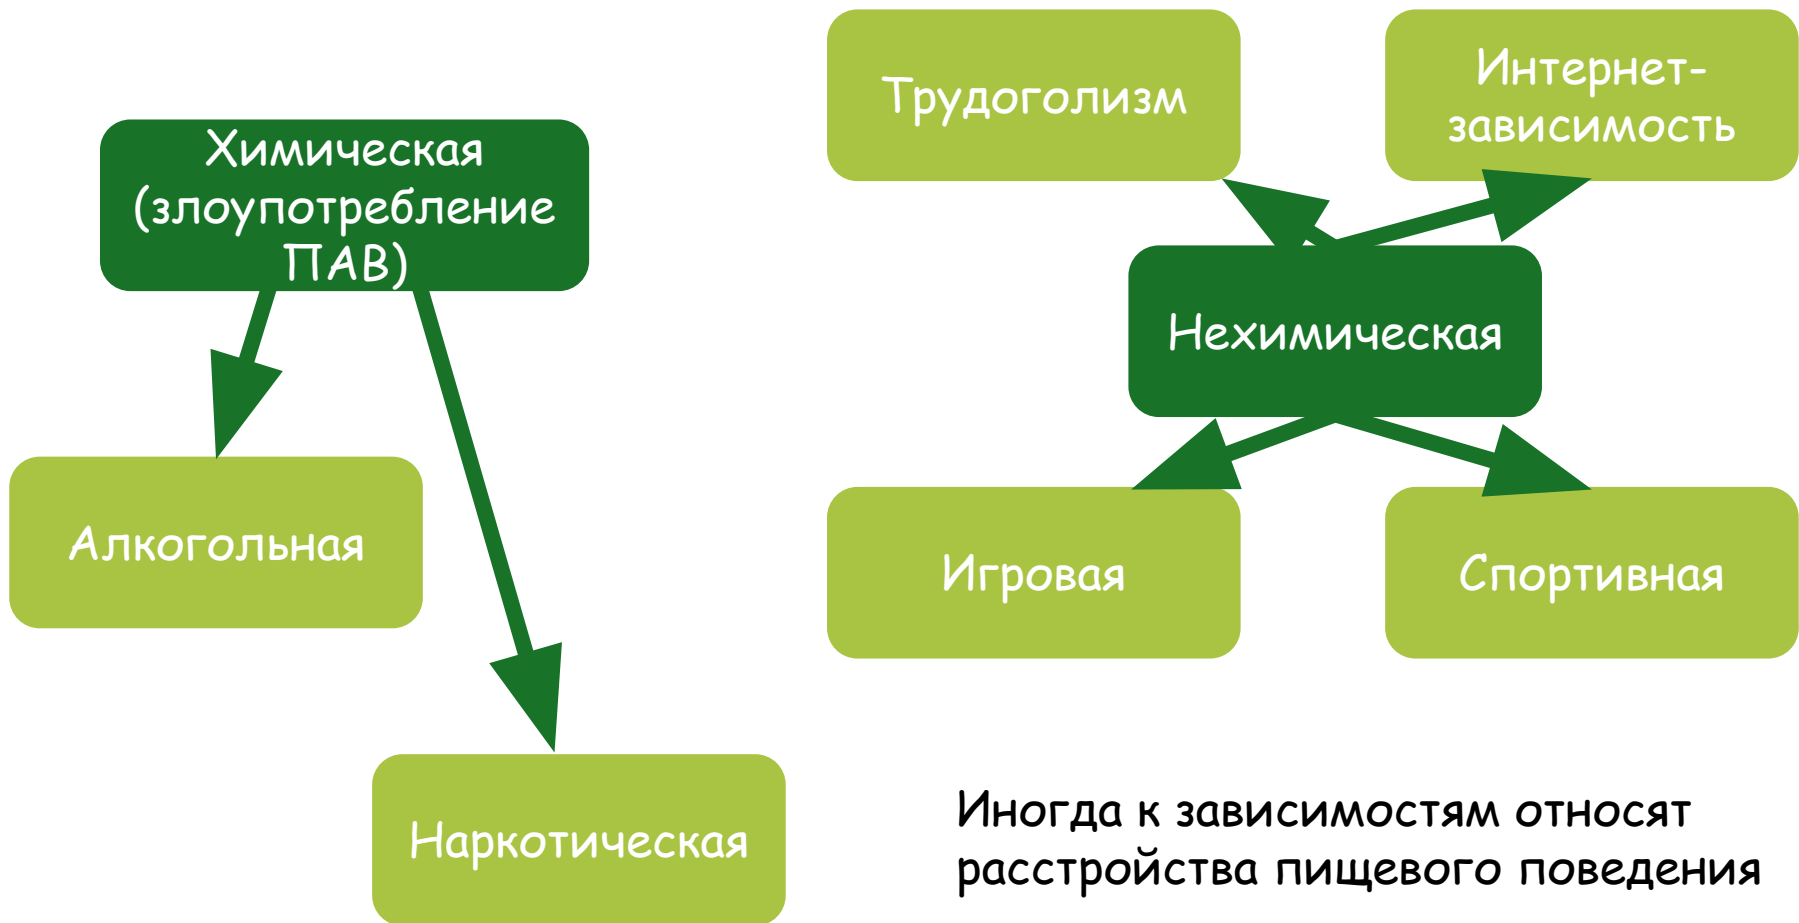 Химическая
(злоупотребление
ПАВ)
Алкогольная
Наркотическая
Трудоголизм
Интернет-
зависимость
Нехимическая
Игровая
Спортивная
Иногда к зависимостям относят
расстройства пищевого поведения